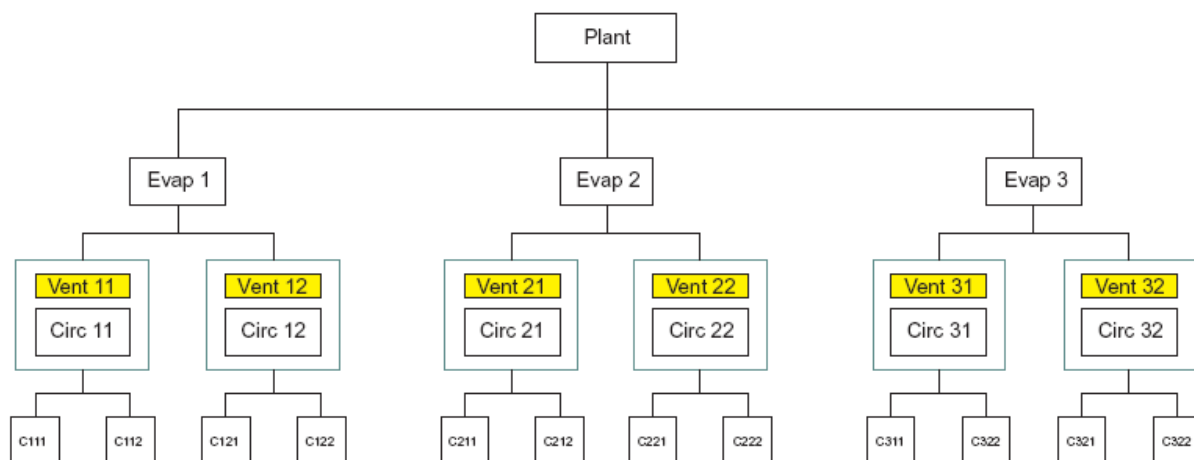 Plant
Evap 1
Evap 2
Evap 3
Vent 11
Vent 12
Vent 21
Vent 22
Vent 31
Vent 32
Circ 11
Circ 12
Circ 21
Circ 22
Circ 31
Circ 32
C111
C112
C121
C122
C211
C212
C221
C222
C311
C322
C321
C322